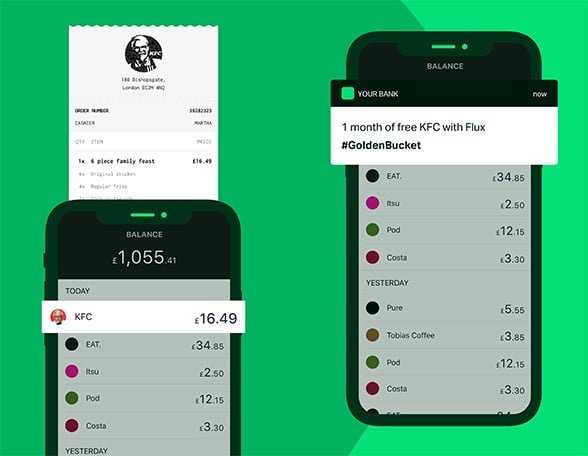 KFC
180 Bishopsgate,
London EC2M 4NQ
ORDER NUMBER 39282323
CASHIER MARTHA
QTY ITEM PRICE
1x 6 piece family feast £16.49
6x Original chicken
4x Regular fries
BALANCE
£1,055.41
TODAY
KFC £16.49
EAT. £34.85
Itsu £2.50
Pod £12.15
Costa £3.30
YESTERDAY
BALANCE
YOUR BANK now
1 month of free KFC with Flux
#GoldenBucket
EAT. £34.85
Itsu £2.50
Pod £12.15
Costa £3.30
YESTERDAY
Pure £5.55
Tobias Coffee £3.85
Pod £12.15
Costa £3.30
EAT.